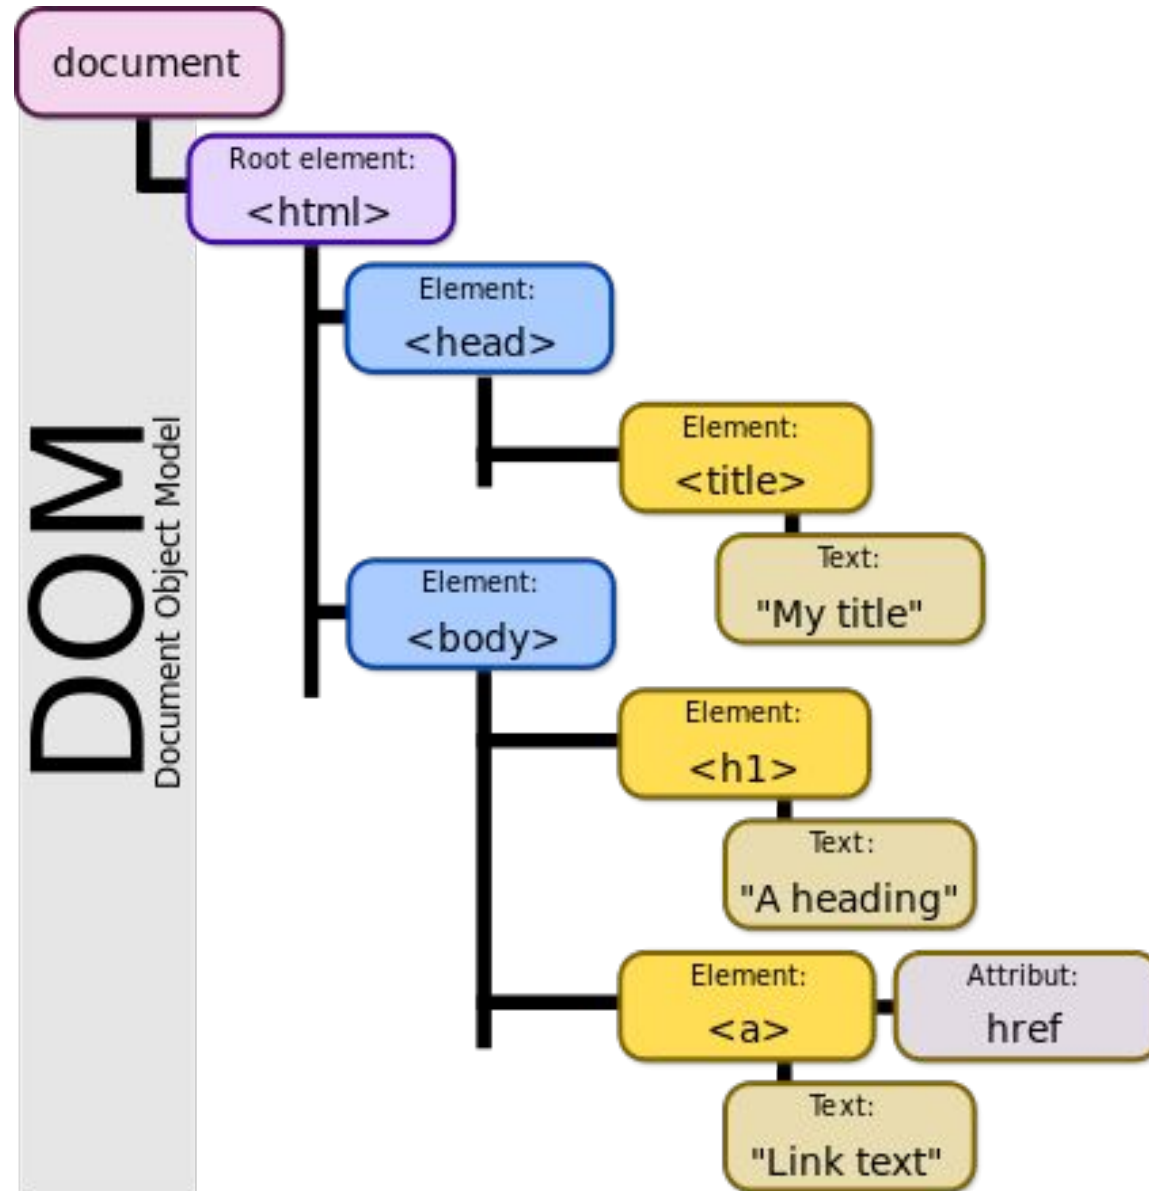 document
Root element:
<html>
Element:
<head>
Element:
<title>
Text:
"My title"
Element:
<body>
Element:
<h1>
Text:
"A heading"
Element:
<a>
Attribut:
href
Text:
"Link text"
DOM
Document Object Model